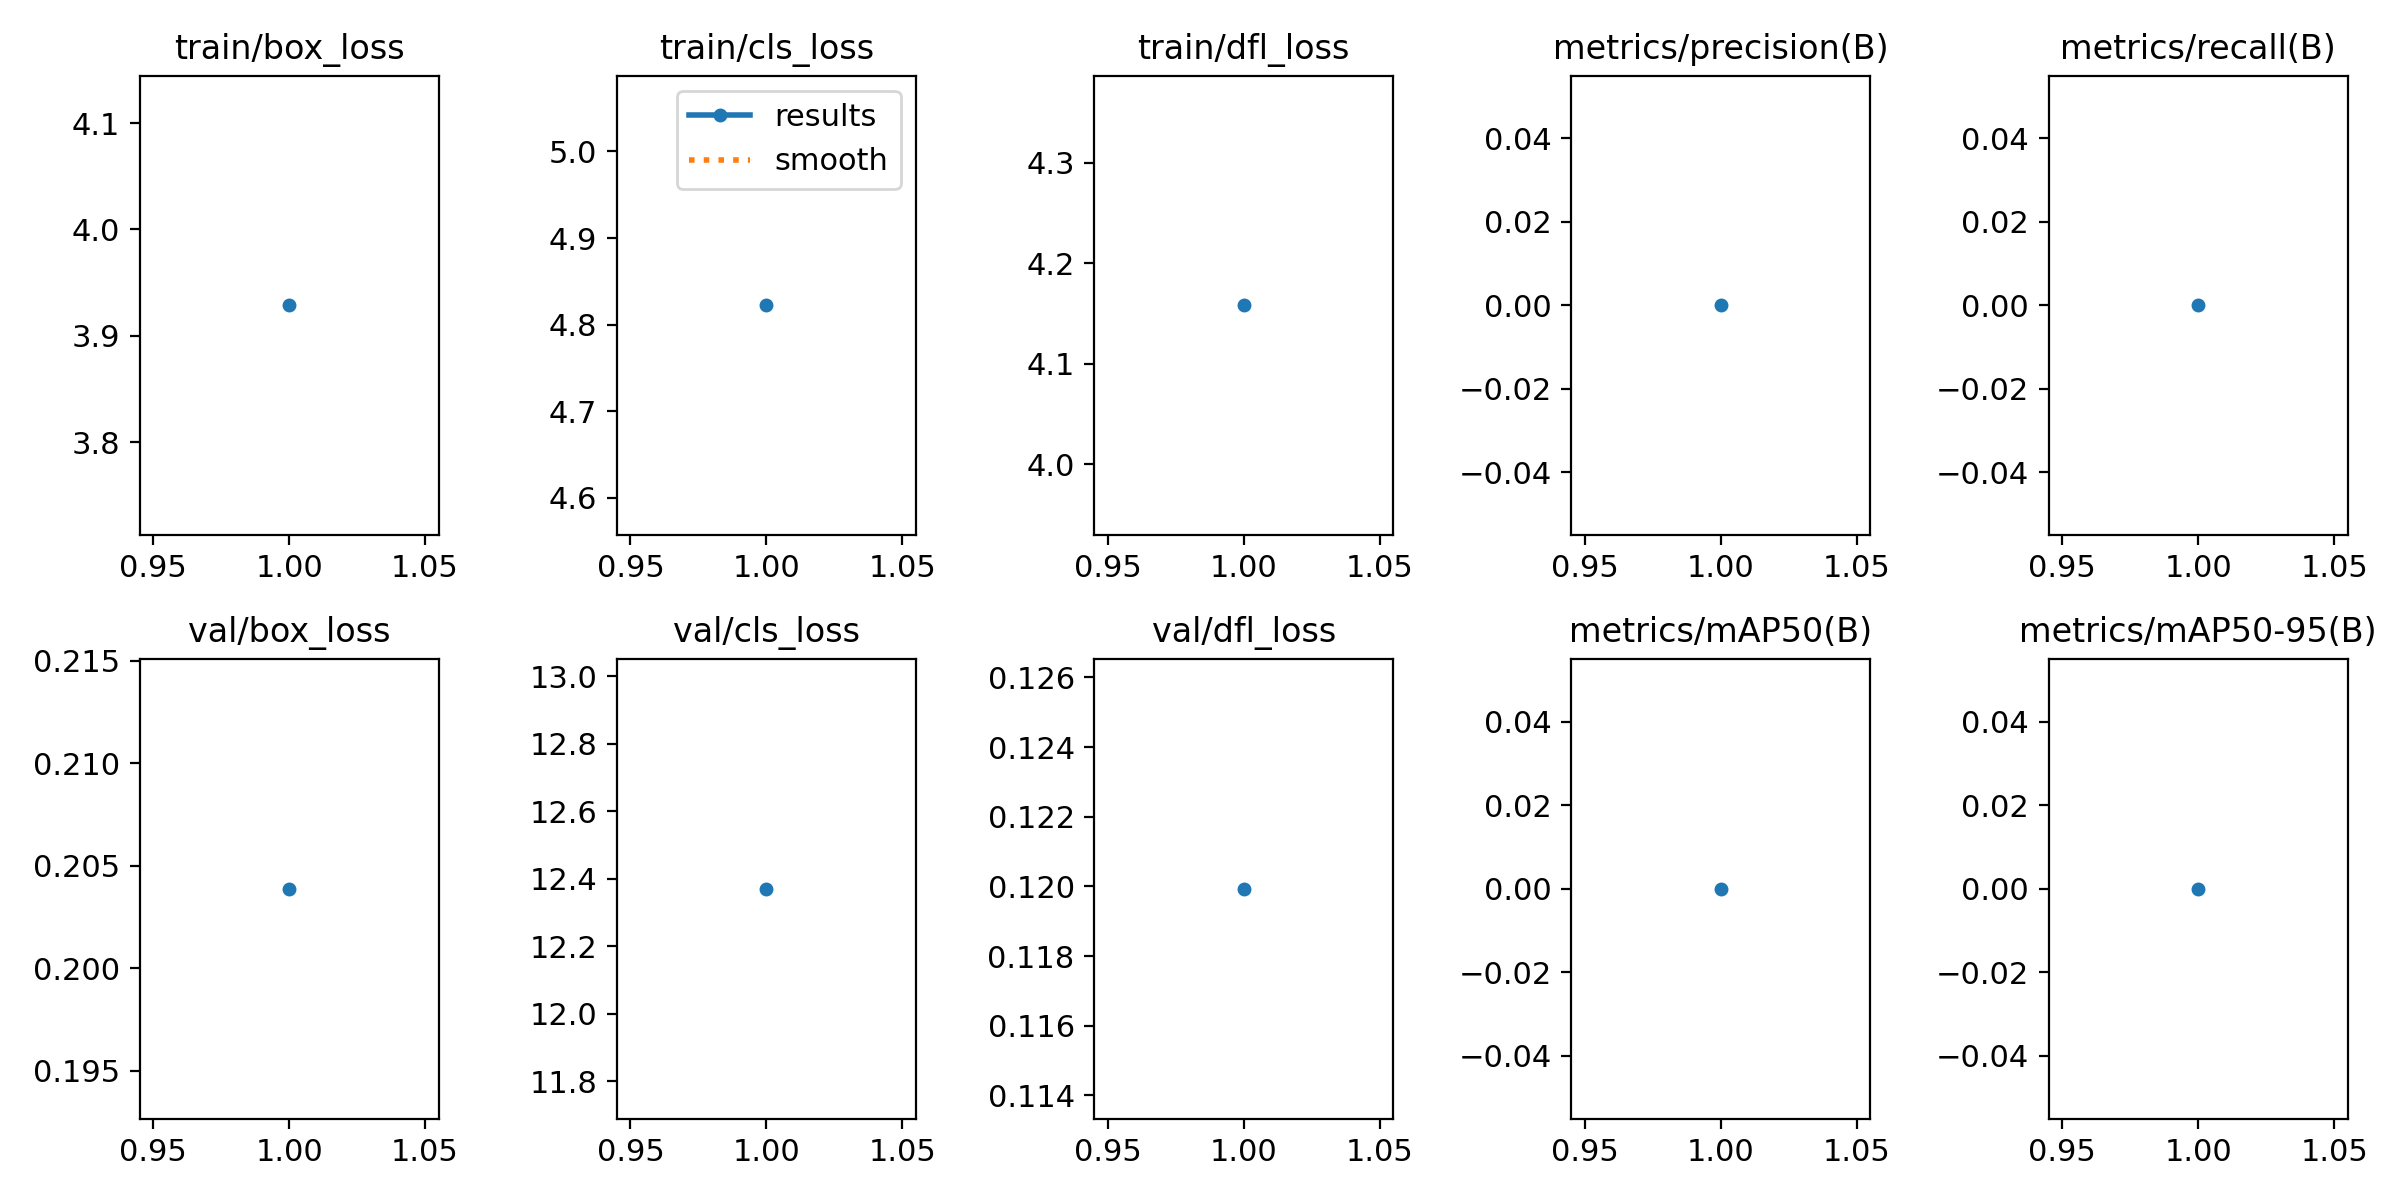 train/box_loss
4.1
4.0
3.9
3.8
0.95 1.00 1.05
train/cls_loss
results
smooth
5.0
4.9
4.8
4.7
4.6
0.95 1.00 1.05
train/dfl_loss
4.3
4.2
4.1
4.0
0.95 1.00 1.05
metrics/precision(B)
0.04
0.02
0.00
−0.02
−0.04
0.95 1.00 1.05
metrics/recall(B)
0.04
0.02
0.00
−0.02
−0.04
0.95 1.00 1.05
val/box_loss
0.215
0.210
0.205
0.200
0.195
0.95 1.00 1.05
val/cls_loss
13.0
12.8
12.6
12.4
12.2
12.0
11.8
0.95 1.00 1.05
val/dfl_loss
0.126
0.124
0.122
0.120
0.118
0.116
0.114
0.95 1.00 1.05
metrics/mAP50(B)
0.04
0.02
0.00
−0.02
−0.04
0.95 1.00 1.05
metrics/mAP50-95(B)
0.04
0.02
0.00
−0.02
−0.04
0.95 1.00 1.05